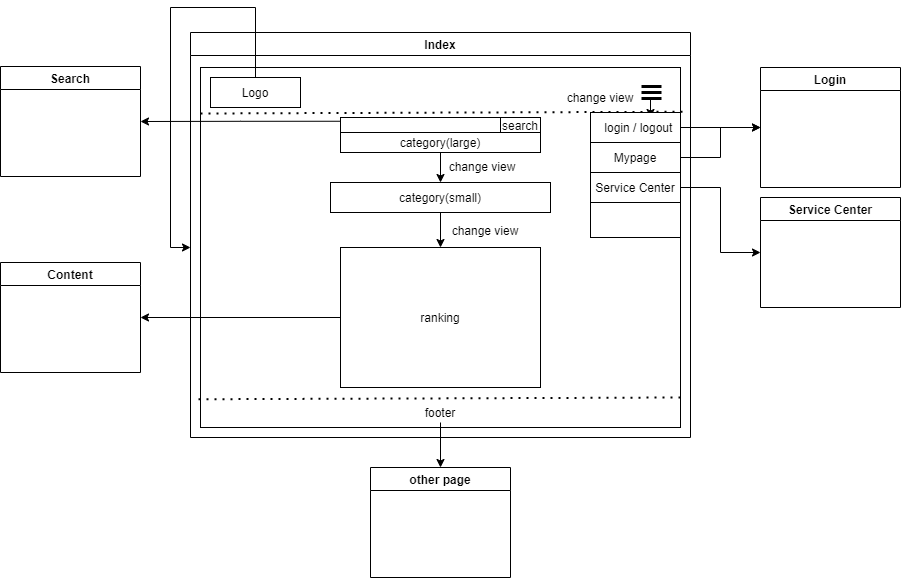 Index
Search
Logo
change view
Login
search
login / logout
category(large)
Mypage
change view
Service Center
category(small)
Service Center
change view
Content
ranking
footer
other page